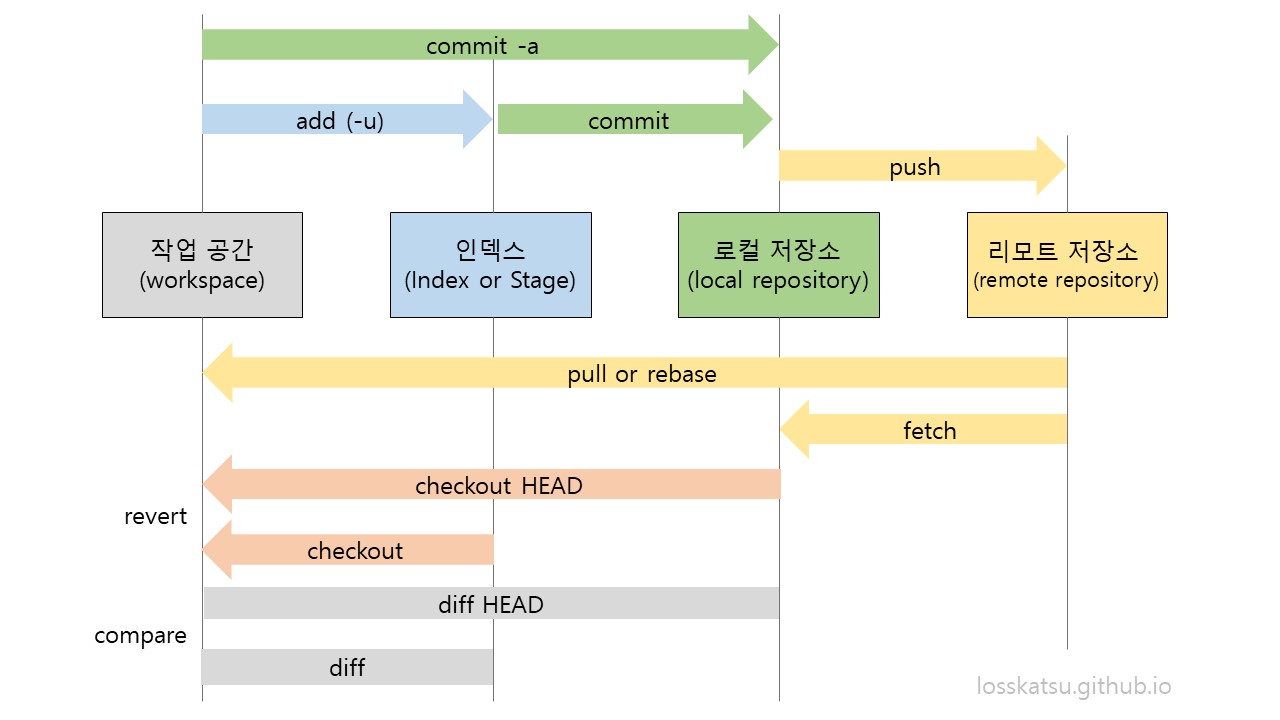 commit -a
add (-u)
commit
push
작업 공간
(workspace)
인덱스
(Index or Stage)
로컬 저장소
(local repository)
리모트 저장소
(remote repository)
pull or rebase
fetch
checkout HEAD
revert
checkout
diff HEAD
compare
diff
losskatsu.github.io